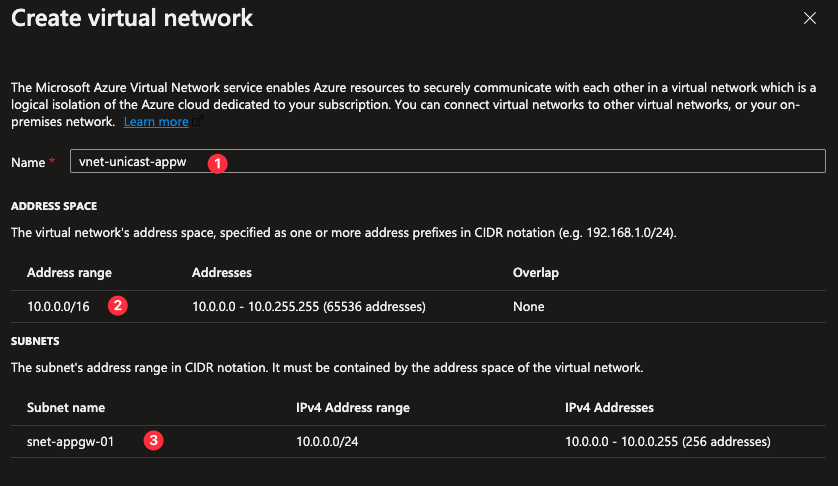 Create virtual network
The Microsoft Azure Virtual Network service enables Azure resources to securely communicate with each other in a virtual network which is a
logical isolation of the Azure cloud dedicated to your subscription. You can connect virtual networks to other virtual networks, or your on-
premises network. Learn more
Name * vnet-unicast-appw 1
ADDRESS SPACE
The virtual network's address space, specified as one or more address prefixes in CIDR notation (e.g. 192.168.1.0/24).
Address range Addresses Overlap
10.0.0.0/16 2 10.0.0.0 - 10.0.255.255 (65536 addresses) None
SUBNETS
The subnet's address range in CIDR notation. It must be contained by the address space of the virtual network.
Subnet name IPv4 Address range IPv4 Addresses
snet-appgw-01 3 10.0.0.0/24 10.0.0.0 - 10.0.0.255 (256 addresses)